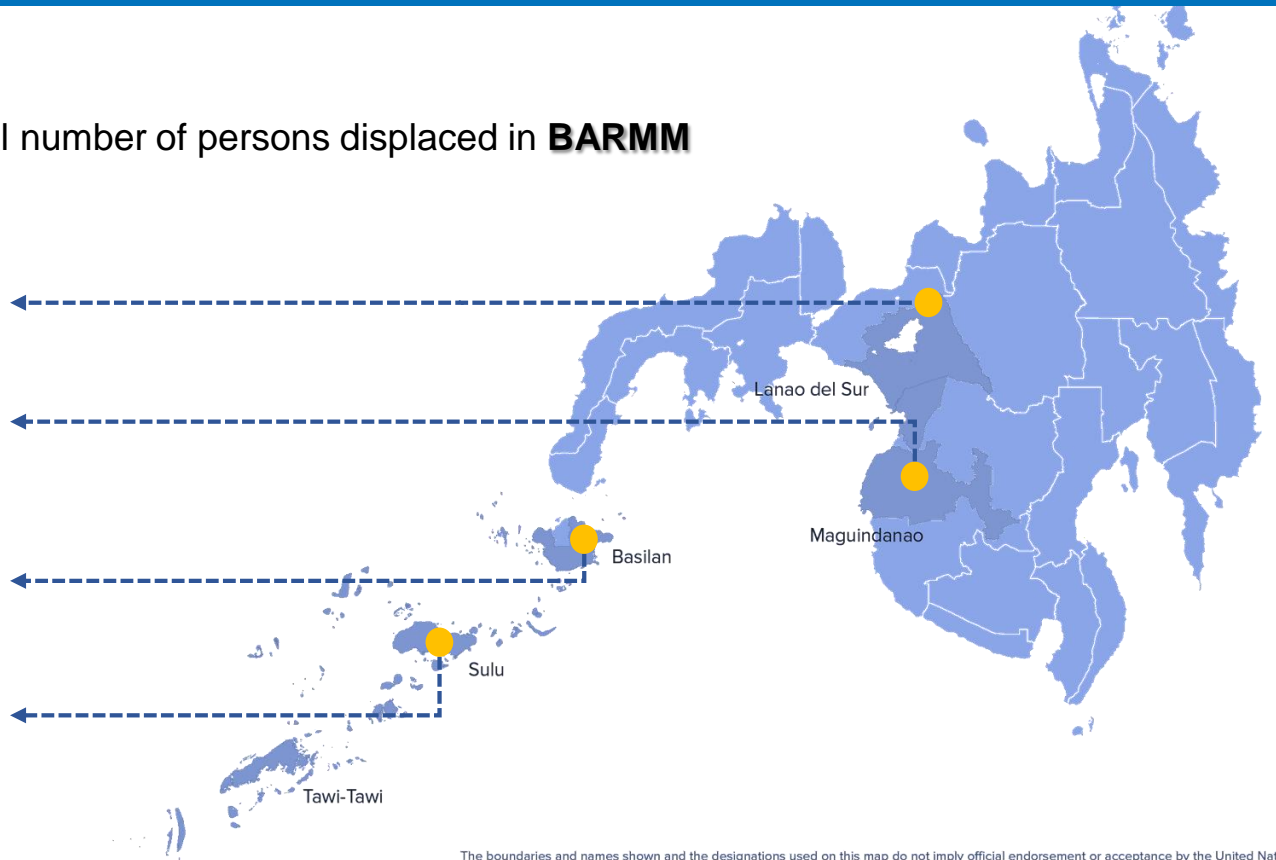 l number of persons displaced in BARMM
Lanao del Sur
Maguindanao
Basilan
Sulu
Tawi-Tawi
The boundaries and names shown and the designations used on this map do not imply official endorsement or acceptance by the United Nat